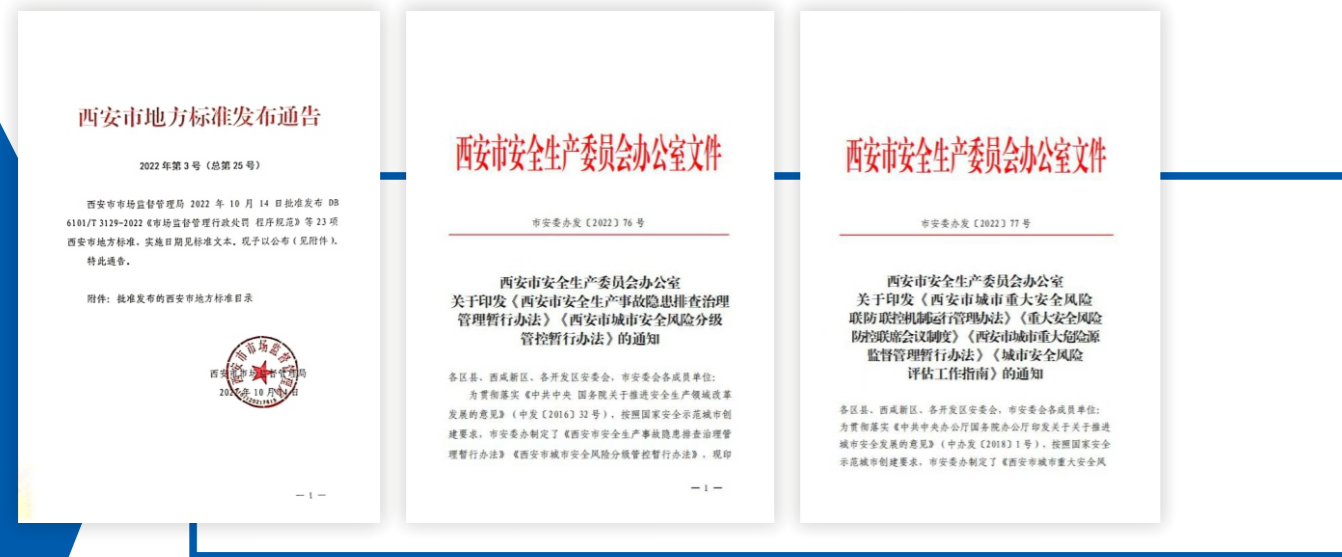 西安市地方标准发布通告
2022 年第 3 号（总第 25 号）
西安市市场监督管理局 2022 年 10 月 14 日批准发布 DB
6101/T 3129-2022《市场监督管理行政处罚 程序规范》等 23 项
西安市地方标准，实施日期见标准文本。现予以公布（见附件）。
特此通告。
附件：批准发布的西安市地方标准目录
西安市市场监督管理局
2022年 10 月 14 日
— 1 —
西安市安全生产委员会办公室文件
市安委办发〔2022〕76 号
西安市安全生产委员会办公室
关于印发《西安市安全生产事故隐患排查治理
管理暂行办法》《西安市城市安全风险分级
管控暂行办法》的通知
各区县、西咸新区、各开发区安委会，市安委会各成员单位：
为贯彻落实《中共中央 国务院关于推进安全生产领域改革
发展的意见》（中发〔2016〕32 号），按照国家安全示范城市创
建要求，市安委办制定了《西安市安全生产事故隐患排查治理管
理暂行办法》《西安市城市安全风险分级管控暂行办法》，现印
— 1 —
西安市安全生产委员会办公室文件
市安委办发〔2022〕77 号
西安市安全生产委员会办公室
关于印发《西安市城市重大安全风险
联防联控机制运行管理办法》《重大安全风险
防控联席会议制度》《西安市城市重大危险源
监督管理暂行办法》《城市安全风险
评估工作指南》的通知
各区县、西咸新区、各开发区安委会，市安委会各成员单位：
为贯彻落实《中共中央办公厅国务院办公厅印发关于关于推进
城市安全发展的意见》（中办发〔2018〕1 号），按照国家安全
示范城市创建要求，市安委办制定了《西安市城市重大安全风